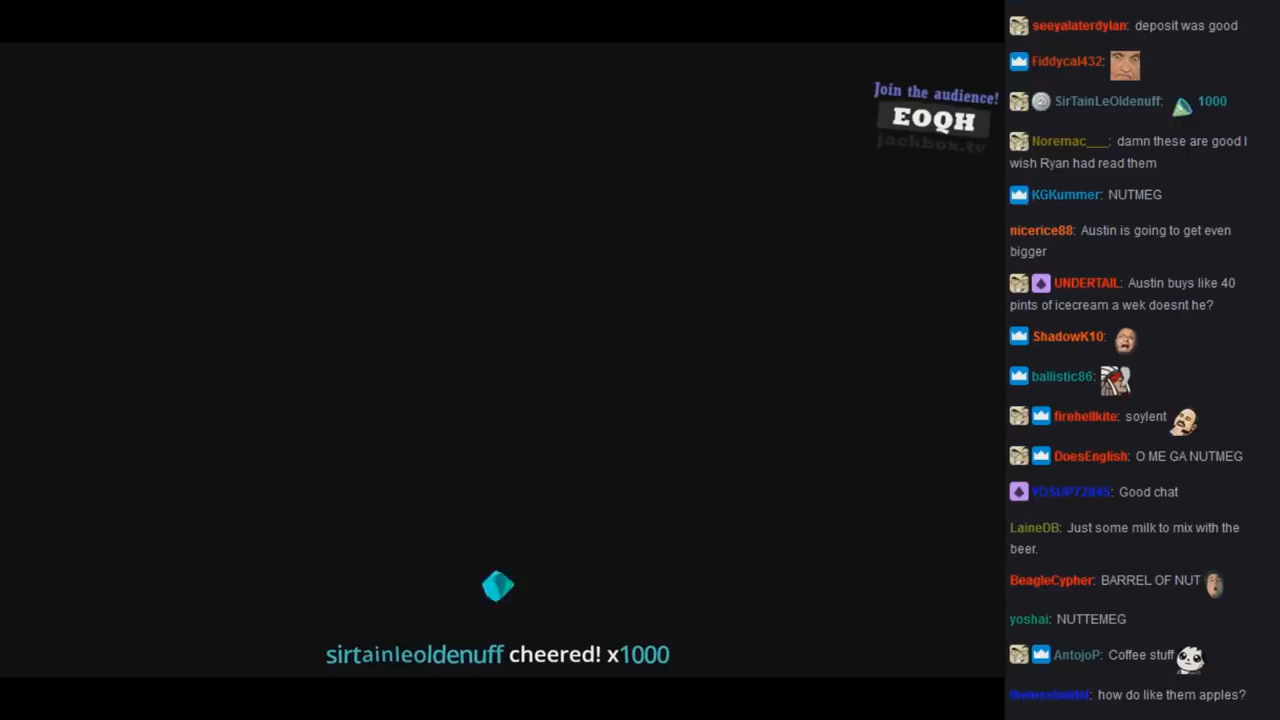 Join the audience!
EOQH
jackbox.tv
sirtainleoldenuff cheered! x1000
seeyalaterdylan: deposit was good
Fiddycal432:
SirTainLeOldenuff: 1000
Noremac___: damn these are good I
wish Ryan had read them
KGKummer: NUTMEG
nicerice88: Austin is going to get even
bigger
UNDERTAIL: Austin buys like 40
pints of icecream a wek doesnt he?
ShadowK10:
ballistic86:
firehellkite: soylent
DoesEnglish: O ME GA NUTMEG
Good chat
LaineDB: Just some milk to mix with the
beer.
BeagleCypher: BARREL OF NUT
yoshai: NUTTEMEG
AntojoP: Coffee stuff
how do like them apples?